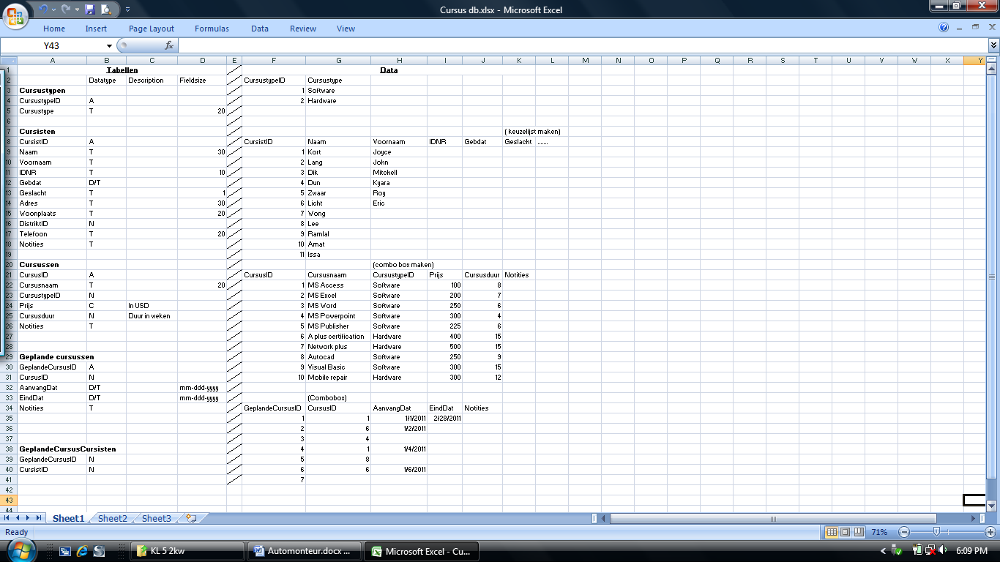 Cursus db.xlsx - Microsoft Excel
Home Insert Page Layout Formulas Data Review View
Y43 fx
A B C D E F G H I J K L M N O P Q R S T U V W X Y
1 Tabellen Data
2 Datatype Description Fieldsize CursustypeID Cursustype
3 Cursustypen 1 Software
4 CursustypeID A 2 Hardware
5 Cursustype T 20
6
7 Cursisten ( keuzelijst maken)
8 CursistID A CursistID Naam Voornaam IDNR Gebdat Geslacht .......
9 Naam T 30 1 Kort Joyce
10 Voornaam T 2 Lang John
11 IDNR T 10 3 Dik Mitchell
12 Gebdat D/T 4 Dun Kyara
13 Geslacht T 1 5 Zwaar Roy
14 Adres T 30 6 Licht Eric
15 Woonplaats T 20 7 Wong
16 DistriktID N 8 Lee
17 Telefoon T 20 9 Ramlal
18 Notities T 10 Amat
19 11 Issa
20 Cursussen (combo box maken)
21 CursusID A CursusID Cursusnaam CursustypeID Prijs Cursusduur Notities
22 Cursusnaam T 20 1 MS Access Software 100 8
23 CursustypeID N 2 MS Excel Software 200 7
24 Prijs C In USD 3 MS Word Software 250 6
25 Cursusduur N Duur in weken 4 MS Powerpoint Software 300 4
26 Notities T 5 MS Publisher Software 225 6
27 6 A plus certification Hardware 400 15
28 7 Network plus Hardware 500 15
29 Geplande cursussen 8 Autocad Software 250 9
30 GeplandeCursusID A 9 Visual Basic Software 300 15
31 CursusID N 10 Mobile repair Hardware 300 12
32 AanvangDat D/T mm-ddd-yyyy
33 EindDat D/T mm-ddd-yyyy (Combobox)
34 Notities T GeplandeCursusID CursusID AanvangDat EindDat Notities
35 1 1 1/1/2011 2/28/2011
36 2 6 1/2/2011
37 3 4
38 GeplandeCursusCursisten 4 1 1/4/2011
39 GeplandeCursusID N 5 8
40 CursistID N 6 6 1/6/2011
41 7
42
43
44
Sheet1 Sheet2 Sheet3
Ready 71%
KL 5 2kw Automonteur.docx ... Microsoft Excel - Cu... 6:09 PM